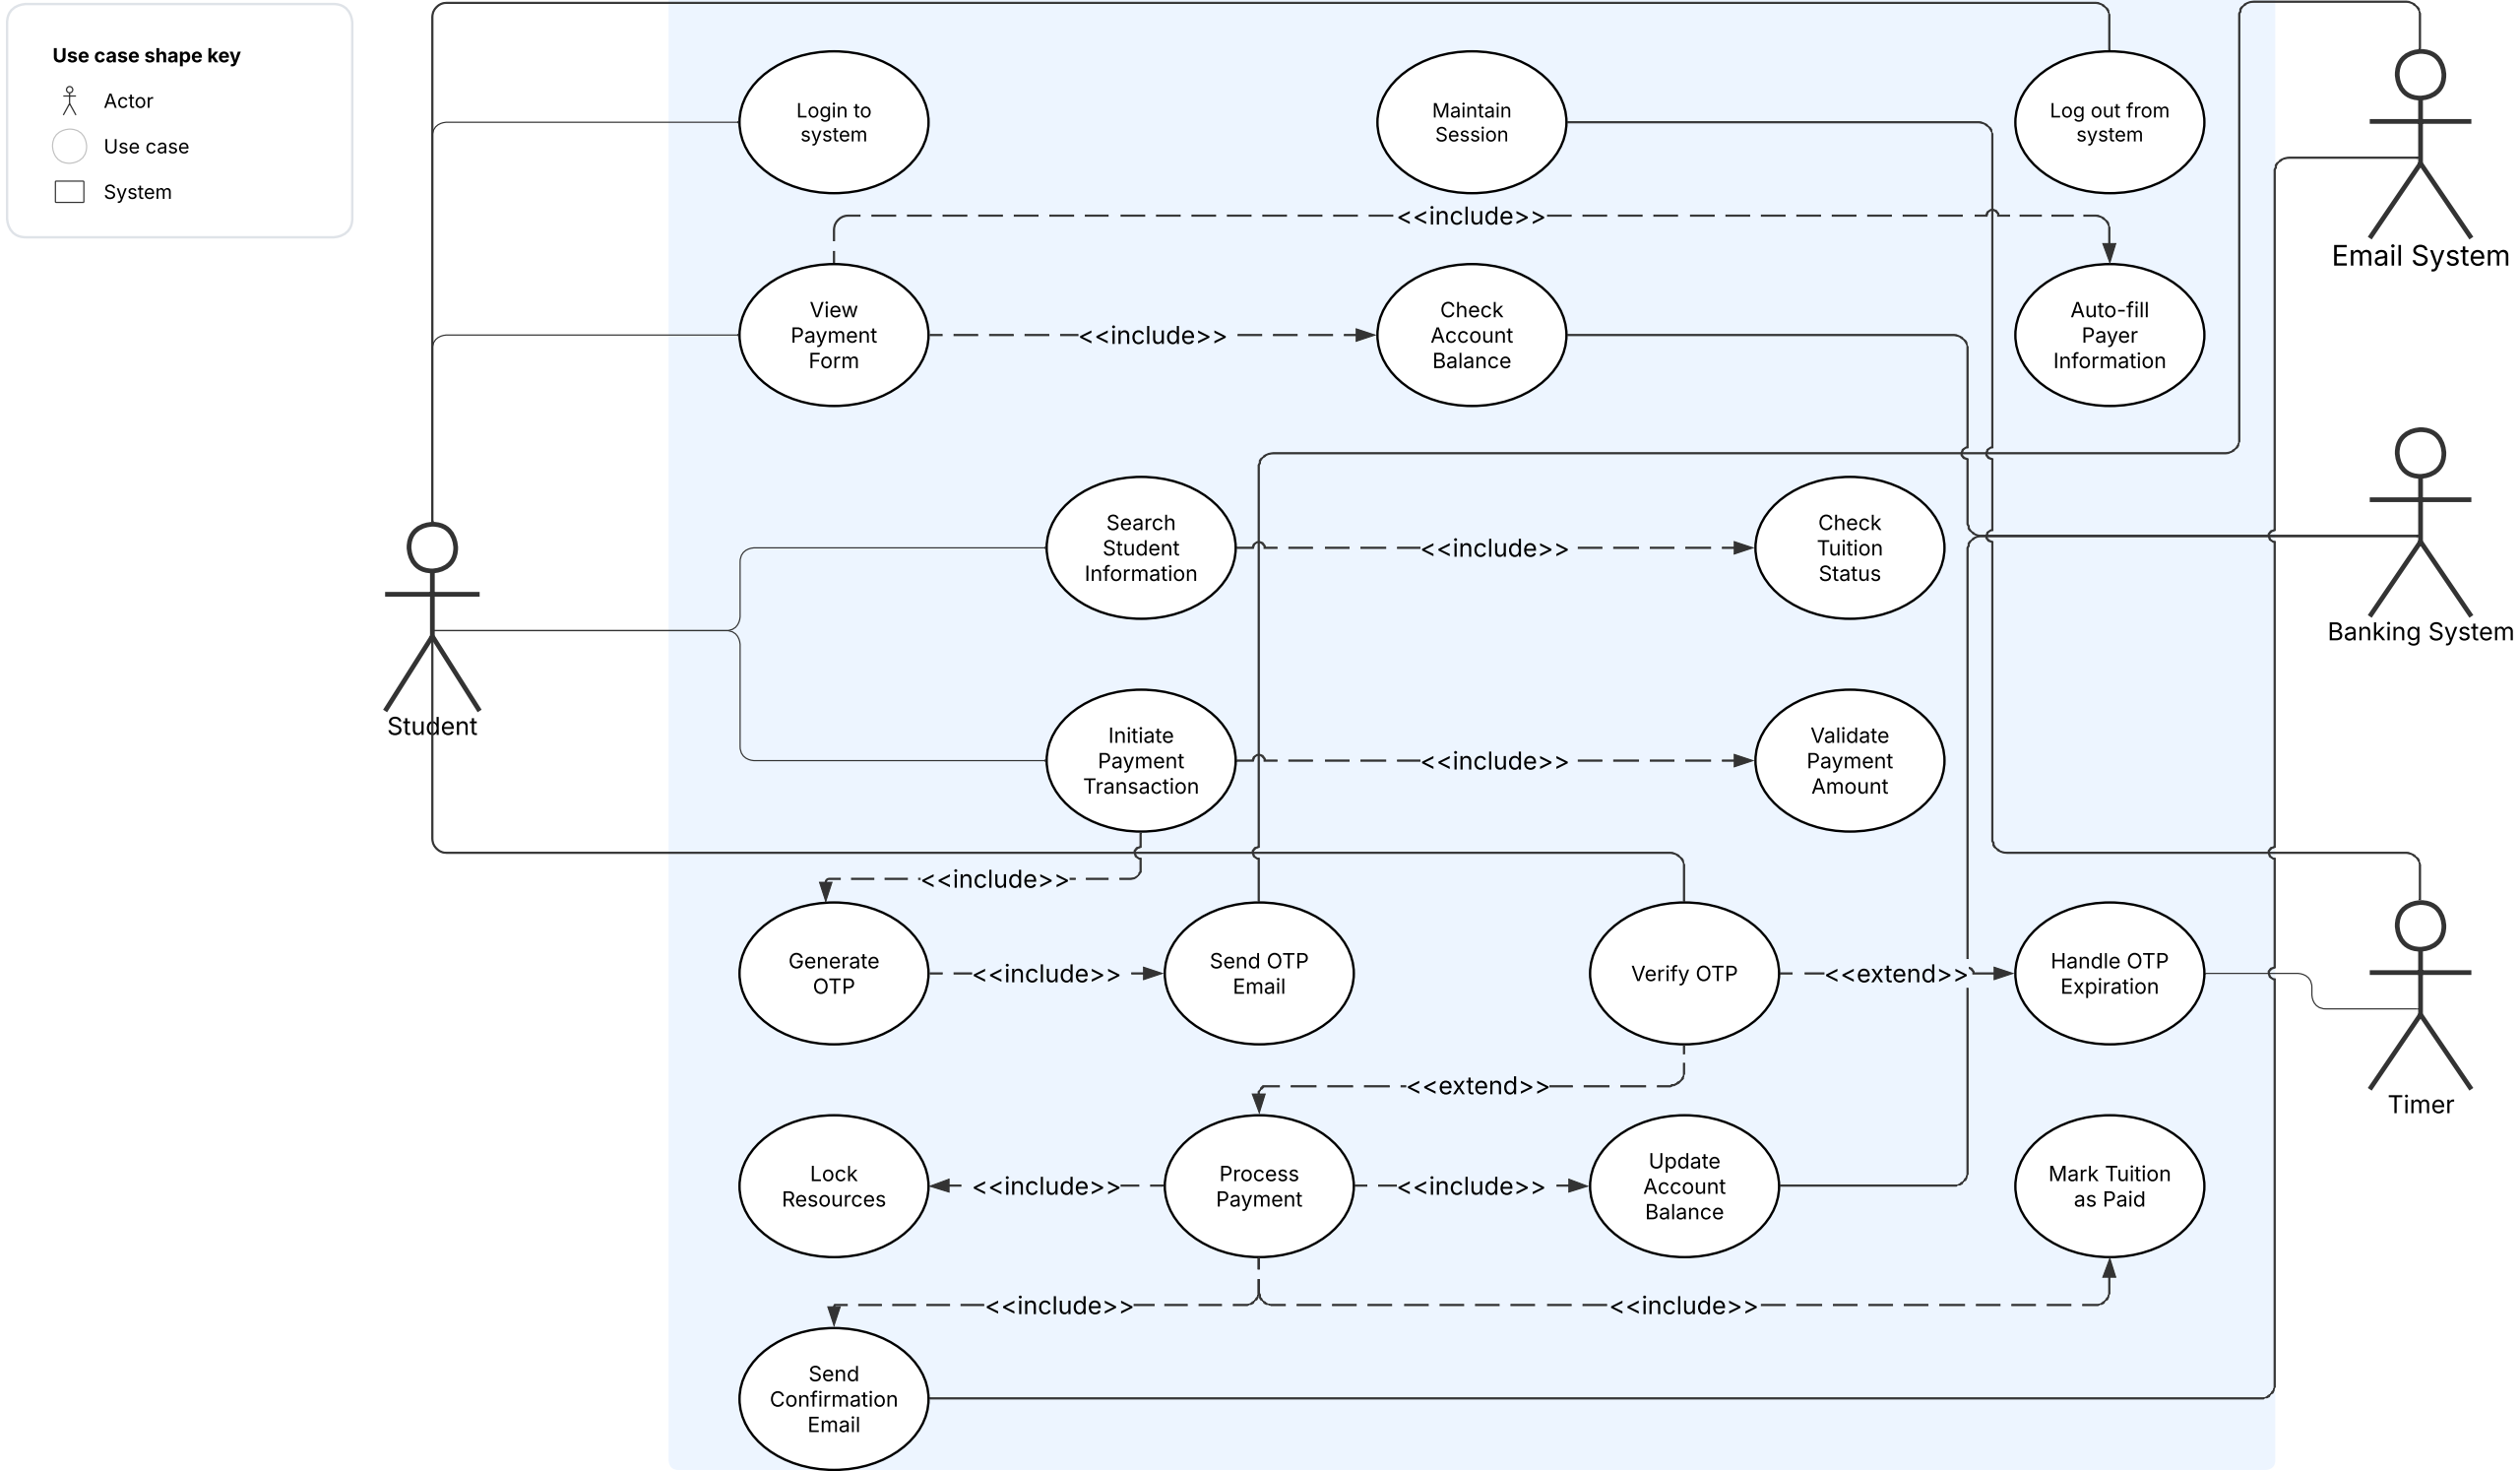 Use case shape key
Actor
Use case
System
Login to
system
Maintain
Session
Log out from
system
<<include>>
Email System
View
Payment
Form
<<include>>
Check
Account
Balance
Auto-fill
Payer
Information
Search
Student
Information
<<include>>
Check
Tuition
Status
Banking System
Student
Initiate
Payment
Transaction
<<include>>
Validate
Payment
Amount
<<include>>
Generate
OTP
<<include>>
Send OTP
Email
Verify OTP
<<extend>>
Handle OTP
Expiration
<<extend>>
Timer
Lock
Resources
<<include>>
Process
Payment
<<include>>
Update
Account
Balance
Mark Tuition
as Paid
<<include>>
<<include>>
Send
Confirmation
Email